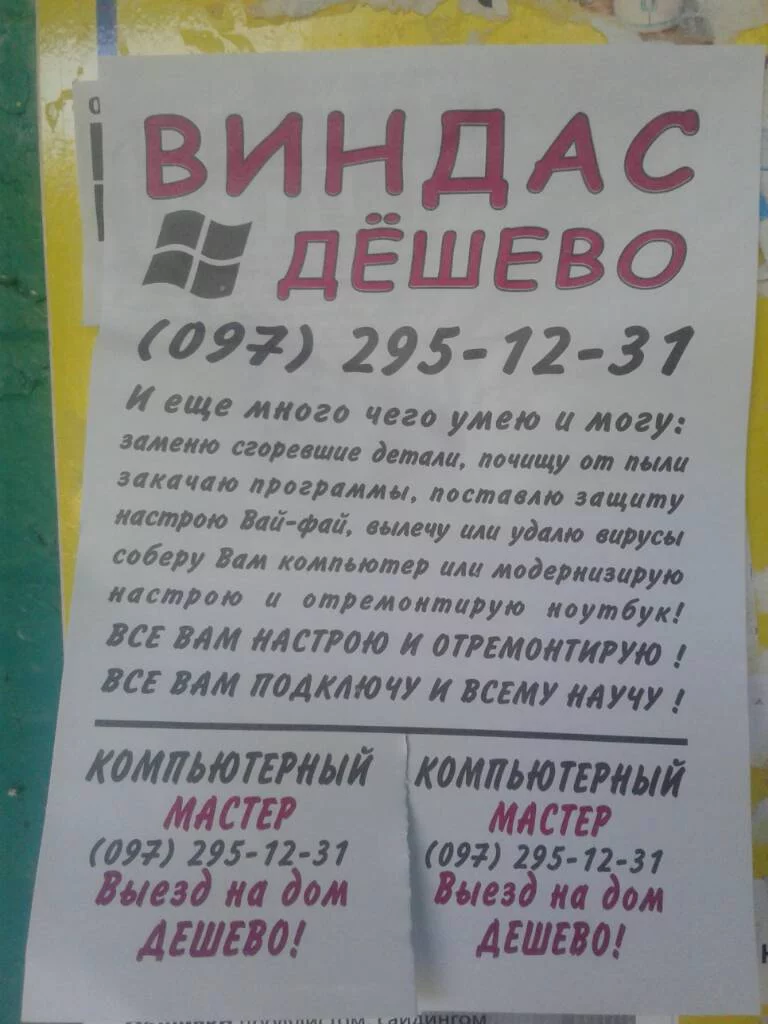 ВИНДАС
ДЁШЕВО
(097) 295-12-31
И еще много чего умею и могу:
заменю сгоревшие детали, почищу от пыли
закачаю программы, поставлю защиту
настрою Вай-фай, вылечу или удалю вирусы
соберу Вам компьютер или модернизирую
настрою и отремонтирую ноутбук!
ВСЕ ВАМ НАСТРОЮ И ОТРЕМОНТИРУЮ !
ВСЕ ВАМ ПОДКЛЮЧУ И ВСЕМУ НАУЧУ !
КОМПЬЮТЕРНЫЙ
МАСТЕР
(097) 295-12-31
Выезд на дом
ДЕШЕВО!
КОМПЬЮТЕРНЫЙ
МАСТЕР
(097) 295-12-31
Выезд на дом
ДЕШЕВО!